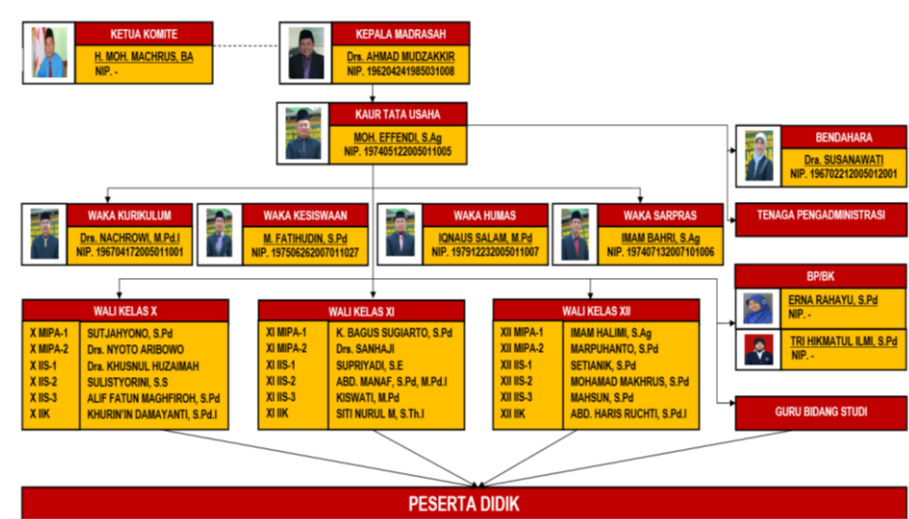 KETUA KOMITE
H. MOH. MACHRUS, BA
NIP. -
KEPALA MADRASAH
Drs. AHMAD MUDZAKKIR
NIP. 196204241985031008
KAUR TATA USAHA
MOH. EFFENDI, S.Ag
NIP. 197405122005011005
BENDAHARA
Dra. SUSANAWATI
NIP. 196702212005012001
TENAGA PENGADMINISTRASI
WAKA KURIKULUM
Drs. NACHROWI, M.Pd.I
NIP. 196704172005011001
WAKA KESISWAAN
M. FATIHUDIN, S.Pd
NIP. 197506262007011027
WAKA HUMAS
IQNAUS SALAM, M.Pd
NIP. 197912232005011007
WAKA SARPRAS
IMAM BAHRI, S.Ag
NIP. 197407132007101006
BP/BK
ERNA RAHAYU, S.Pd
NIP. -
TRI HIKMATUL ILMI, S.Pd
NIP. -
GURU BIDANG STUDI
WALI KELAS X
X MIPA-1 SUTJAHYONO, S.Pd
X MIPA-2 Drs. NYOTO ARIBOWO
X IIS-1 Dra. KHUSNUL HUZAIMAH
X IIS-2 SULISTYORINI, S.S
X IIS-3 ALIF FATUN MAGHFIROH, S.Pd
X IIK KHURIN'IN DAMAYANTI, S.Pd.I
WALI KELAS XI
XI MIPA-1 K. BAGUS SUGIARTO, S.Pd
XI MIPA-2 Drs. SANHAJI
XI IIS-1 SUPRIYADI, S.E
XI IIS-2 ABD. MANAF, S.Pd, M.Pd.I
XI IIS-3 KISWATI, M.Pd
XI IIK SITI NURUL M, S.Th.I
WALI KELAS XII
XII MIPA-1 IMAM HALIMI, S.Ag
XII MIPA-2 MARPUHANTO, S.Pd
XII IIS-1 SETIANIK, S.Pd
XII IIS-2 MOHAMAD MAKHRUS, S.Pd
XII IIS-3 MAHSUN, S.Pd
XII IIK ABD. HARIS RUCHTI, S.Pd.I
PESERTA DIDIK